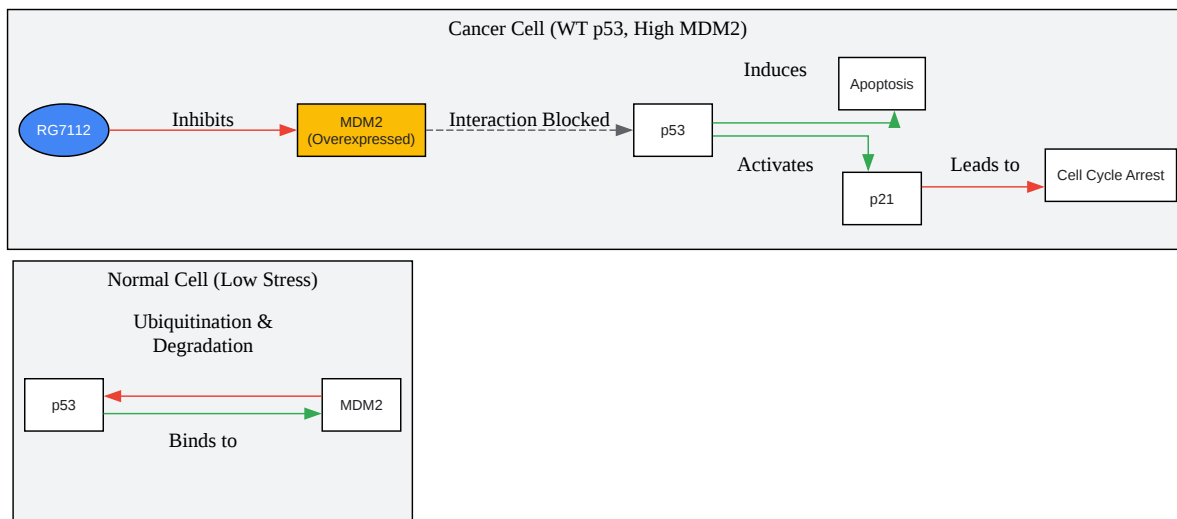 Cancer Cell (WT p53, High MDM2)
Induces
Apoptosis
RG7112
Inhibits
MDM2
(Overexpressed)
Interaction Blocked
p53
Activates
Leads to
Cell Cycle Arrest
p21
Normal Cell (Low Stress)
Ubiquitination &
Degradation
p53
MDM2
Binds to